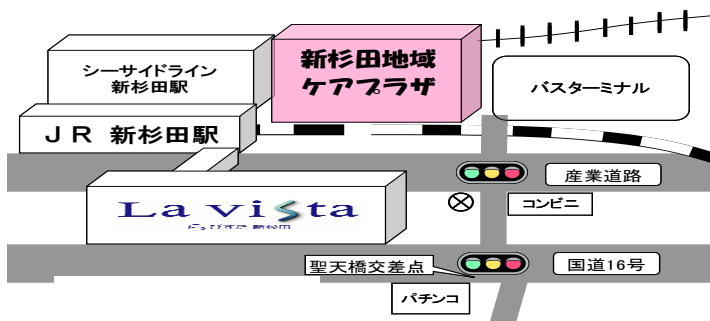 新杉田地域
ケアプラザ
シーサイドライン
新杉田駅
バスターミナル
JR 新杉田駅
産業道路
La vista
コンビニ
聖天橋交差点
国道16号
パチンコ